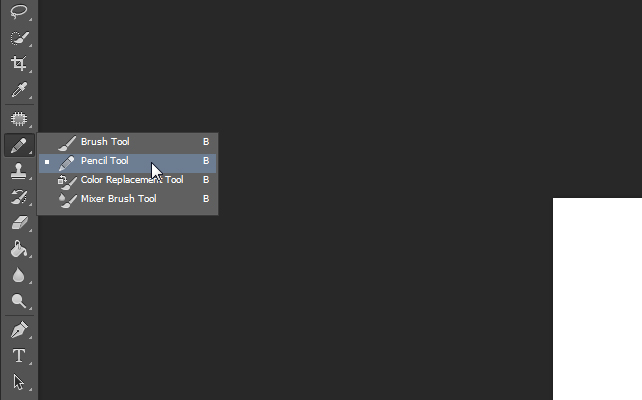 Brush Tool B
Pencil Tool B
Color Replacement Tool B
Mixer Brush Tool B
T